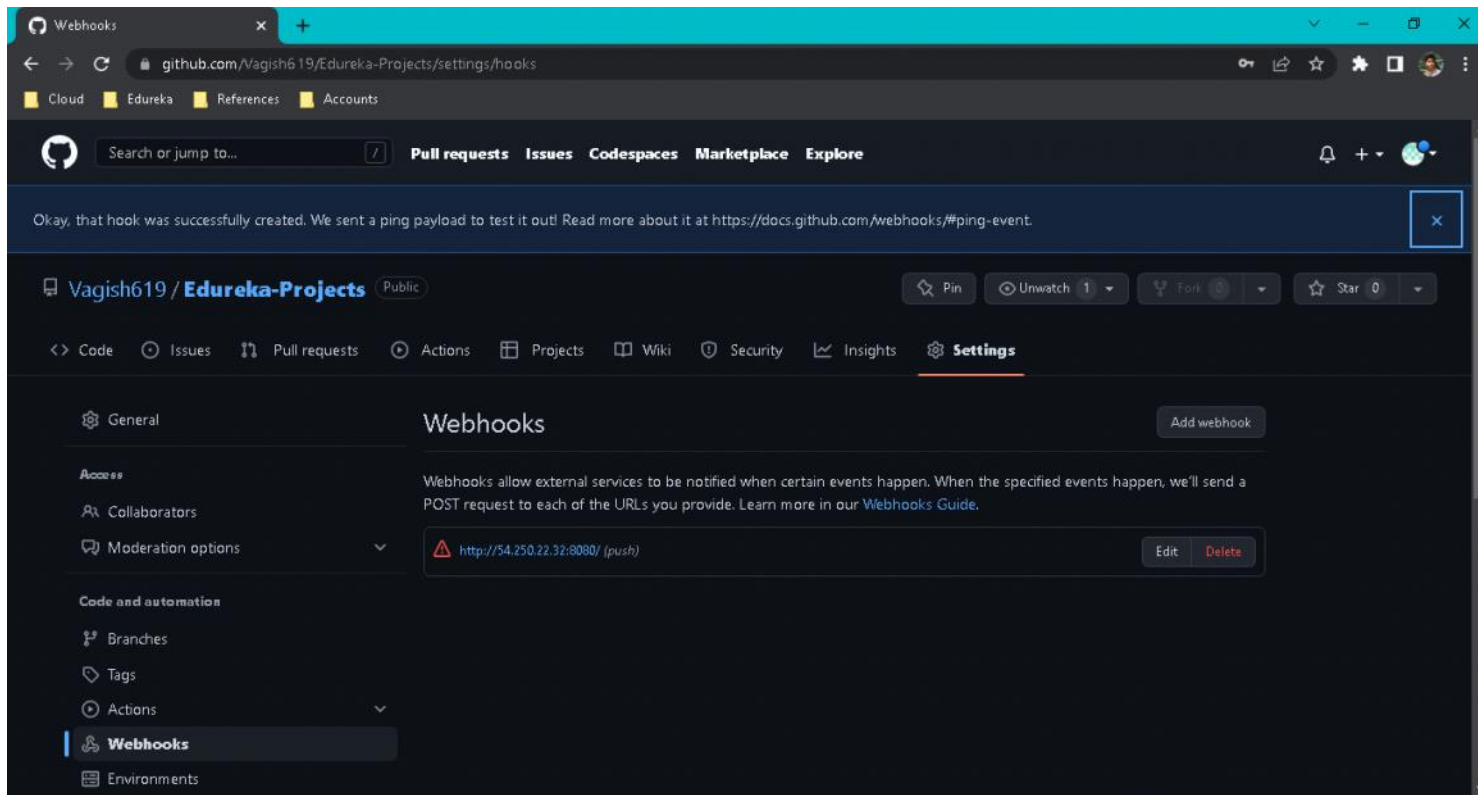 Webhooks
github.com/Vagish619/Edureka-Projects/settings/hooks
Cloud Edureka References Accounts
Search or jump to... / Pull requests Issues Codespaces Marketplace Explore
Okay, that hook was successfully created. We sent a ping payload to test it out! Read more about it at https://docs.github.com/webhooks/#ping-event.
Vagish619 / Edureka-Projects Public Pin Unwatch 1 Fork 0 Star 0
Code Issues Pull requests Actions Projects Wiki Security Insights Settings
General
Access
Collaborators
Moderation options
Code and automation
Branches
Tags
Actions
Webhooks
Environments
Webhooks Add webhook
Webhooks allow external services to be notified when certain events happen. When the specified events happen, we'll send a
POST request to each of the URLs you provide. Learn more in our Webhooks Guide.
http://54.250.22.32:8080/ (push) Edit Delete